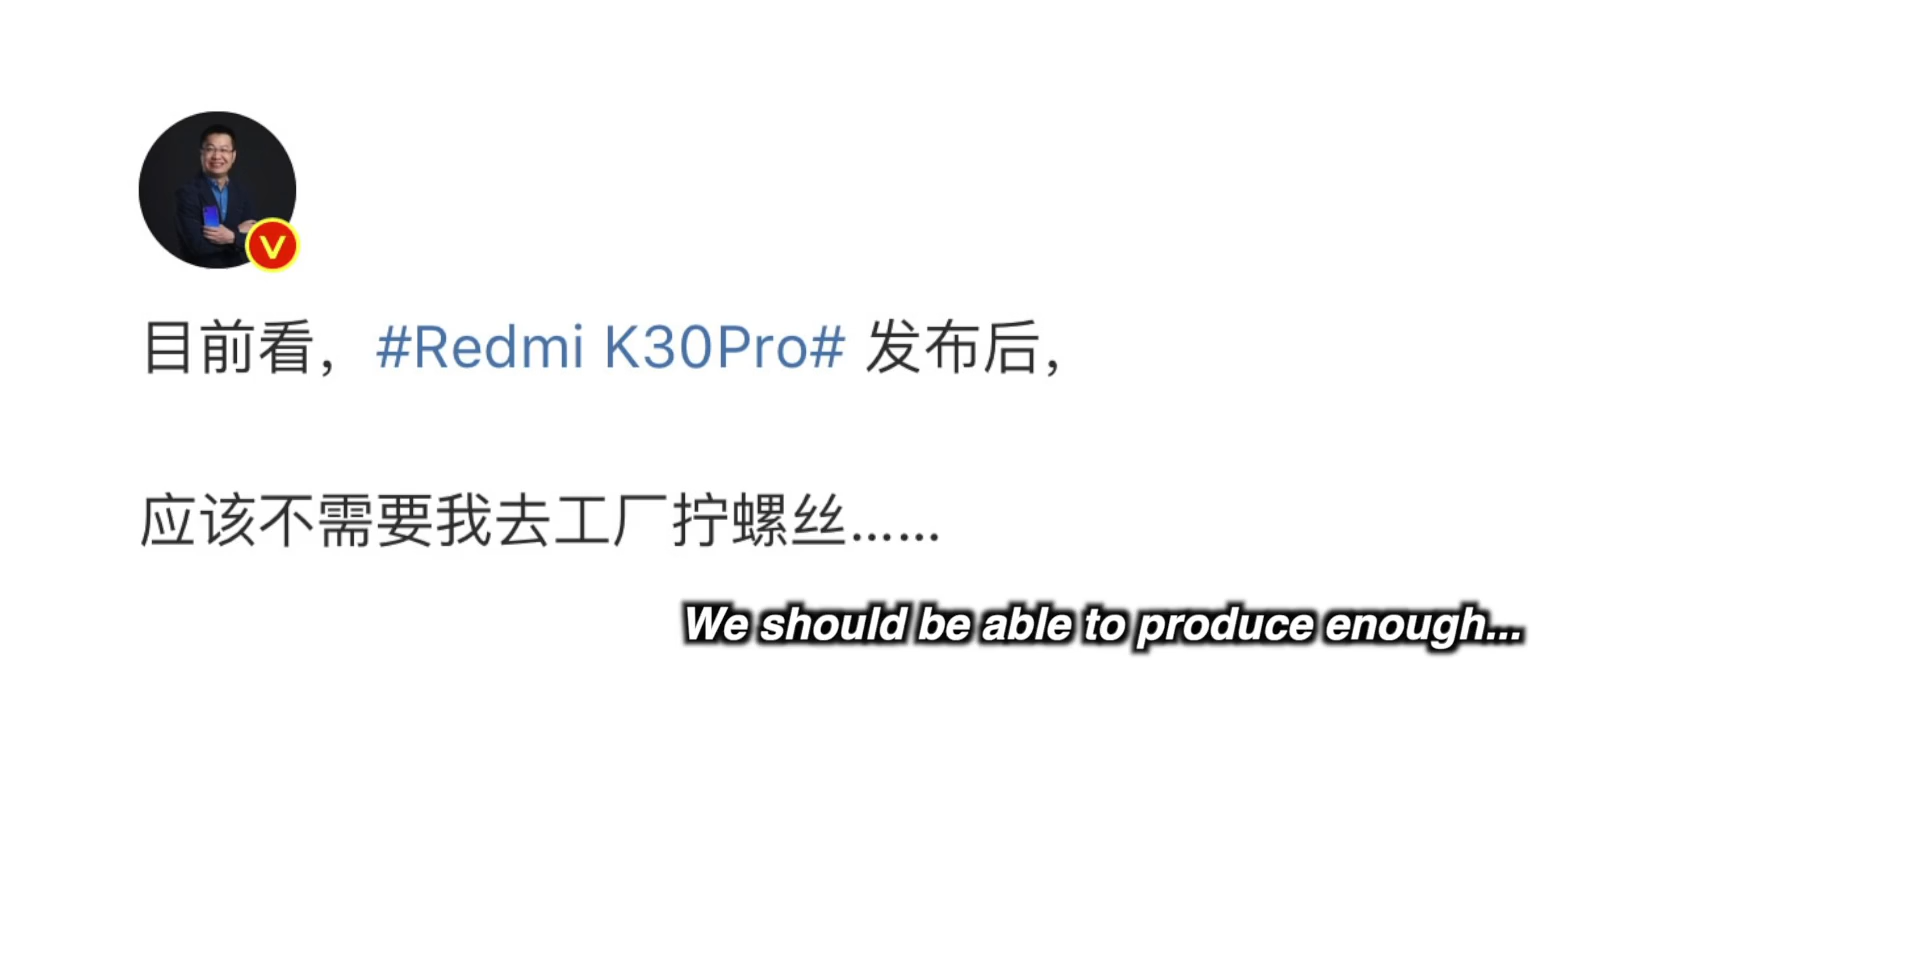 V
目前看，#Redmi K30Pro# 发布后，
应该不需要我去工厂拧螺丝……
We should be able to produce enough...